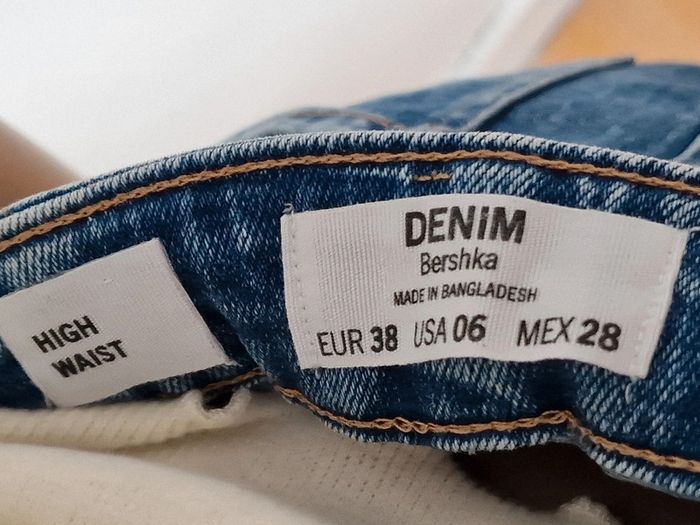 HIGH
WAIST
DENIM
Bershka
MADE IN BANGLADESH
EUR 38 USA 06 MEX 28